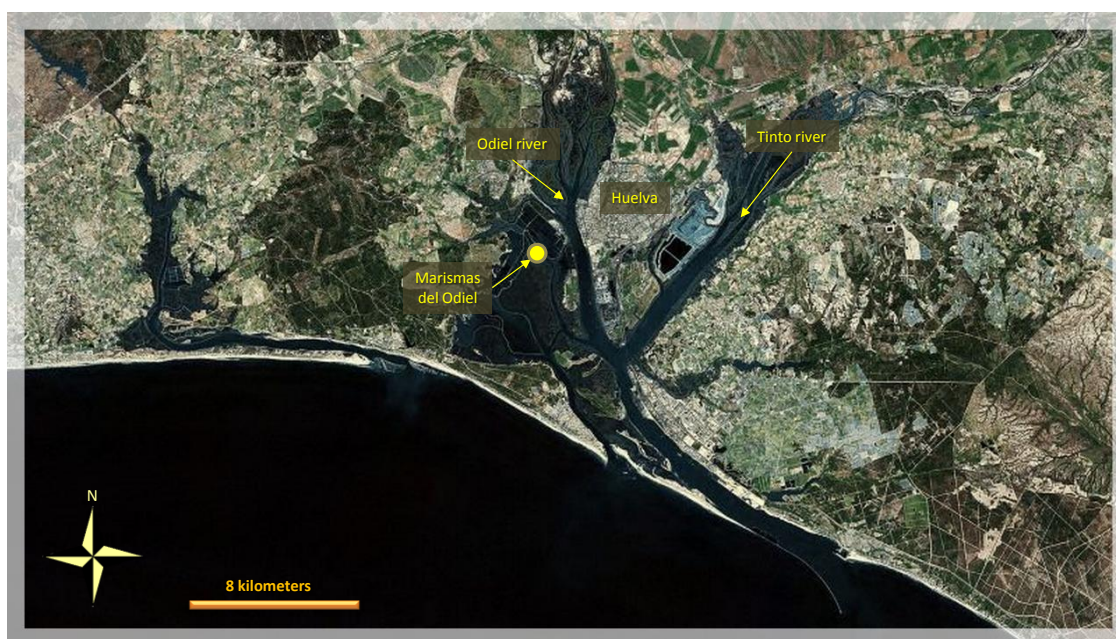 Odiel river
Tinto river
Huelva
Marismas
del Odiel
N
8 kilometers